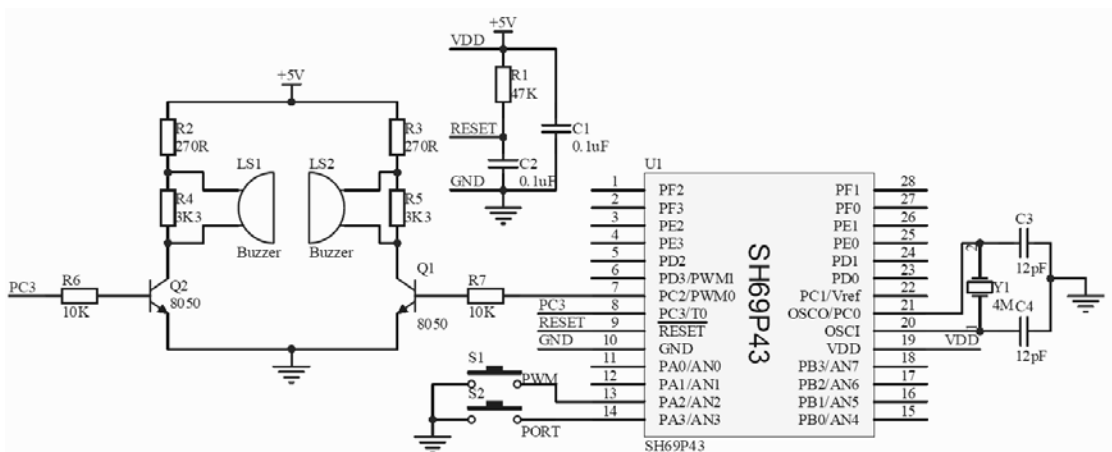 +5V
VDD
R1
47K
RESET
C1
0.1uF
C2
0.1uF
GND
+5V
R2
270R
R3
270R
LS1
LS2
R4
3K3
R5
3K3
Buzzer
Buzzer
PC3
R6
10K
Q2
8050
Q1
8050
R7
10K
U1
1 PF2
2 PF3
3 PE2
4 PE3
5 PD2
6 PD3/PWM1
7 PC2/PWM0
PC3 8 PC3/T0
RESET 9 RESET
GND 10 GND
11 PA0/AN0
12 PA1/AN1
13 PA2/AN2
14 PA3/AN3
SH69P43
PF1 28
PF0 27
PE1 26
PE0 25
PD1 24
PD0 23
PC1/Vref 22
OSCO/PC0 21
OSCI 20
VDD 19 VDD
PB3/AN7 18
PB2/AN6 17
PB1/AN5 16
PB0/AN4 15
SH69P43
C3
12pF
2
Y1
4M
1
C4
12pF
S1
PWM
S2
PORT